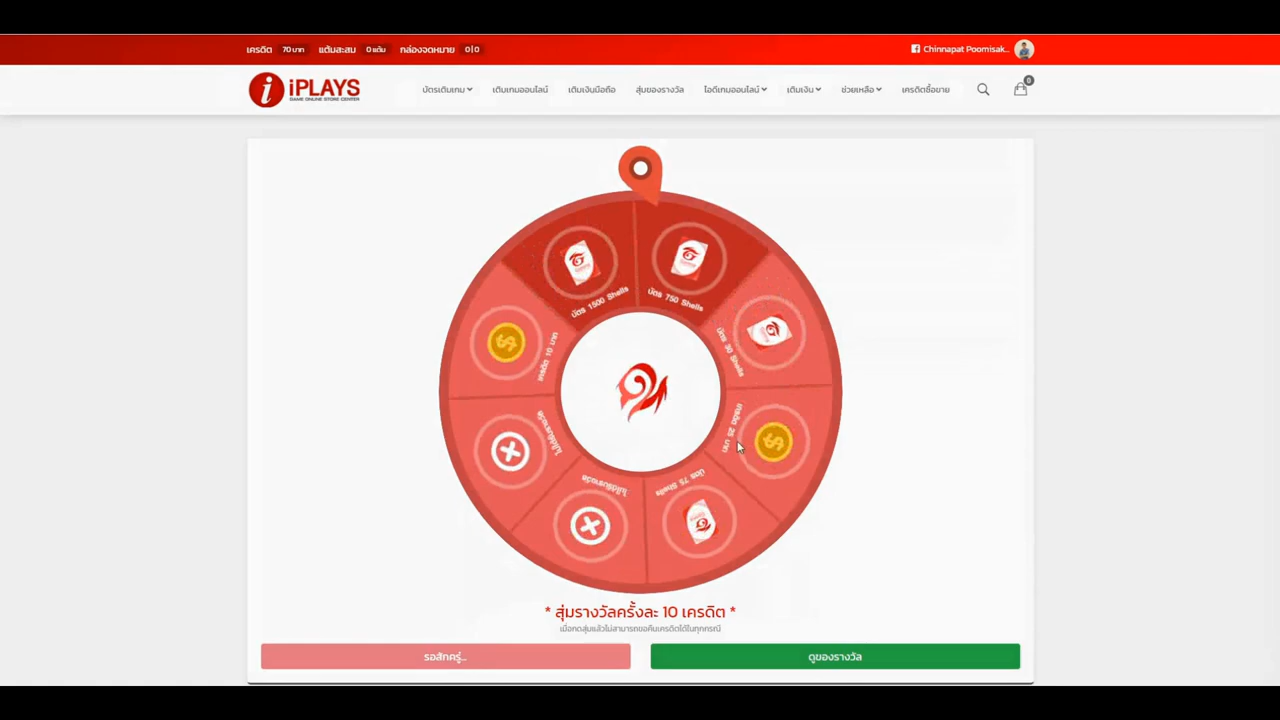 เครดิต 70 บาท แต้มสะสม 0 แต้ม กล่องจดหมาย 0|0 Chinnapat Poomisak...
iPLAYS บัตรเติมเกม เติมเกมออนไลน์ เติมเงินมือถือ สุ่มของรางวัล ไอดีเกมออนไลน์ เติมเงิน ช่วยเหลือ เครดิตซื้อขาย 0
GAME ONLINE STORE CENTER
บัตร 1500 Shells
บัตร 750 Shells
เครดิต 10 บาท
บัตร 30 Shells
ไม่ได้รับรางวัล
เครดิต 25 บาท
ไม่ได้รับรางวัล
บัตร 75 Shells
* สุ่มรางวัลครั้งละ 10 เครดิต *
เมื่อกดสุ่มแล้วไม่สามารถขอคืนเครดิตได้ในทุกกรณี
รอสักครู่... ดูของรางวัล